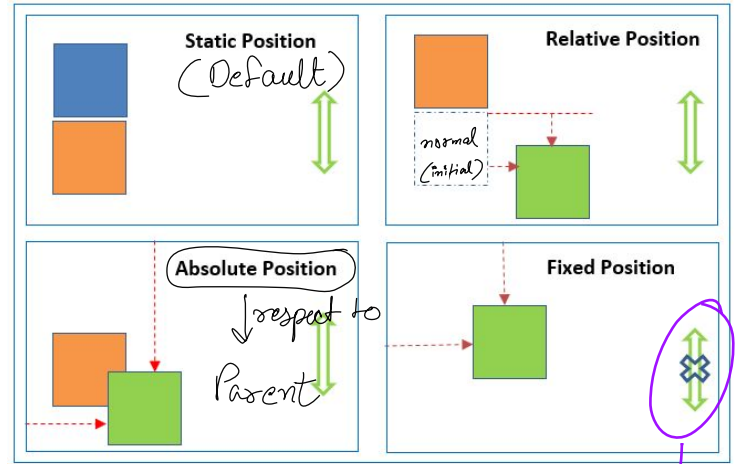 Static Position
(Default)
Relative Position
normal
(initial)
Absolute Position
respect to
Parent
Fixed Position